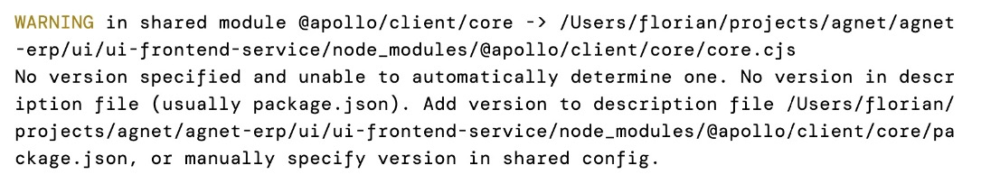 WARNING in shared module @apollo/client/core -> /Users/florian/projects/agnet/agnet
-erp/ui/ui-frontend-service/node_modules/@apollo/client/core/core.cjs
No version specified and unable to automatically determine one. No version in descr
iption file (usually package.json). Add version to description file /Users/florian/
projects/agnet/agnet-erp/ui/ui-frontend-service/node_modules/@apollo/client/core/pa
ckage.json, or manually specify version in shared config.